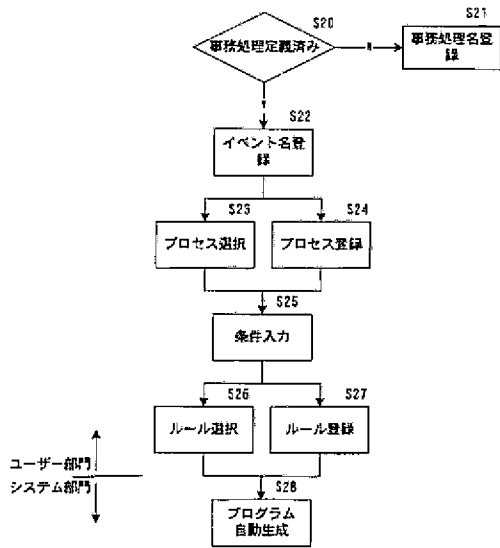 S20
事務処理定義済み
N
S21
事務処理名登
録
Y
S22
イベント名登
録
S23
プロセス選択
S24
プロセス登録
S25
条件入力
S26
ルール選択
S27
ルール登録
ユーザー部門
システム部門
S28
プログラム
自動生成